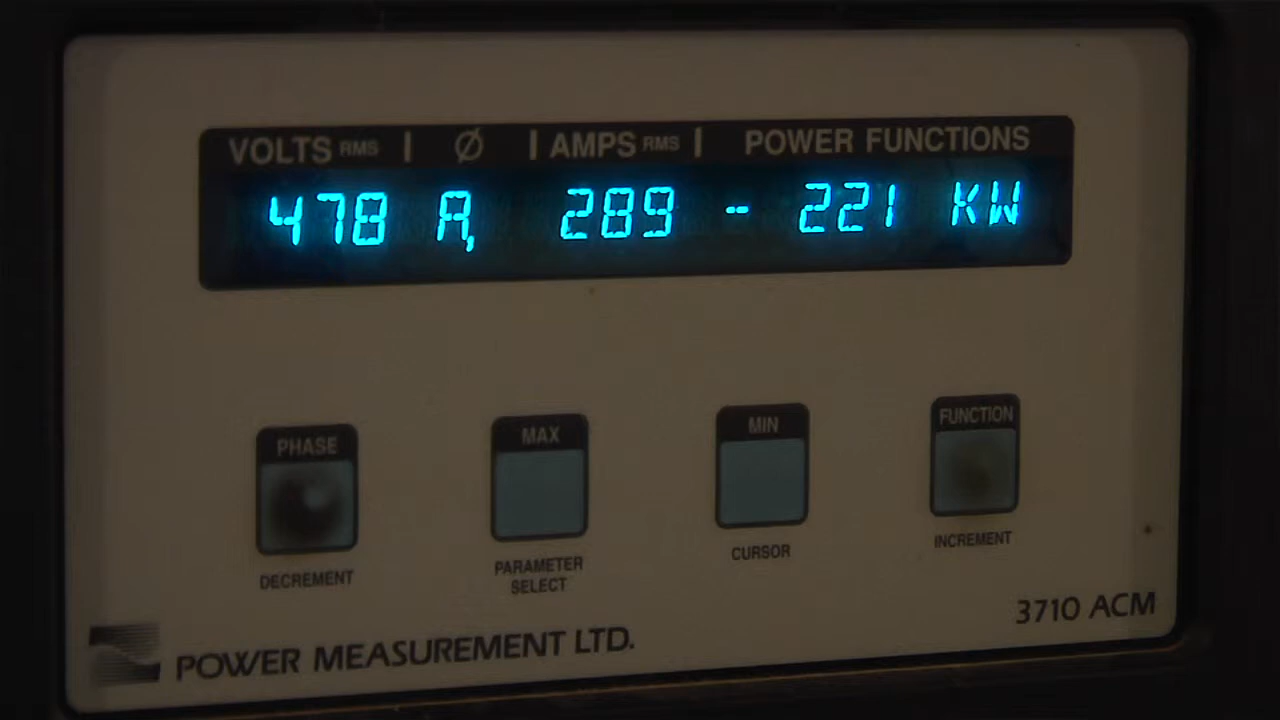 VOLTS RMS | Ø | AMPS RMS | POWER FUNCTIONS
478 A, 289 - 221 KW
PHASE MAX MIN FUNCTION
DECREMENT PARAMETER SELECT CURSOR INCREMENT
3710 ACM
POWER MEASUREMENT LTD.